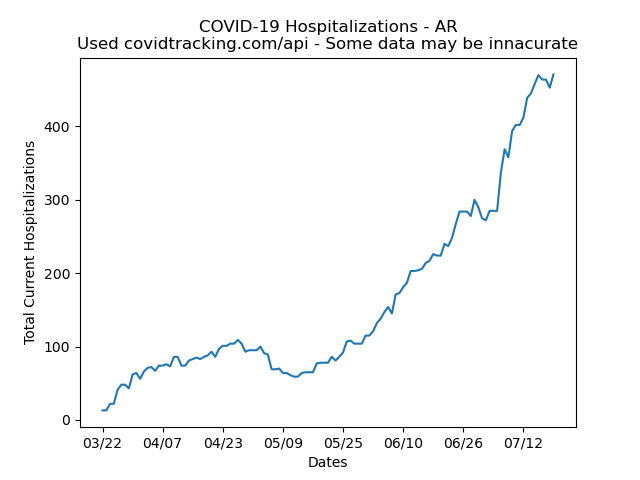 COVID-19 Hospitalizations - AR
Used covidtracking.com/api - Some data may be innacurate
Total Current Hospitalizations
400
300
200
100
0
03/22 04/07 04/23 05/09 05/25 06/10 06/26 07/12
Dates